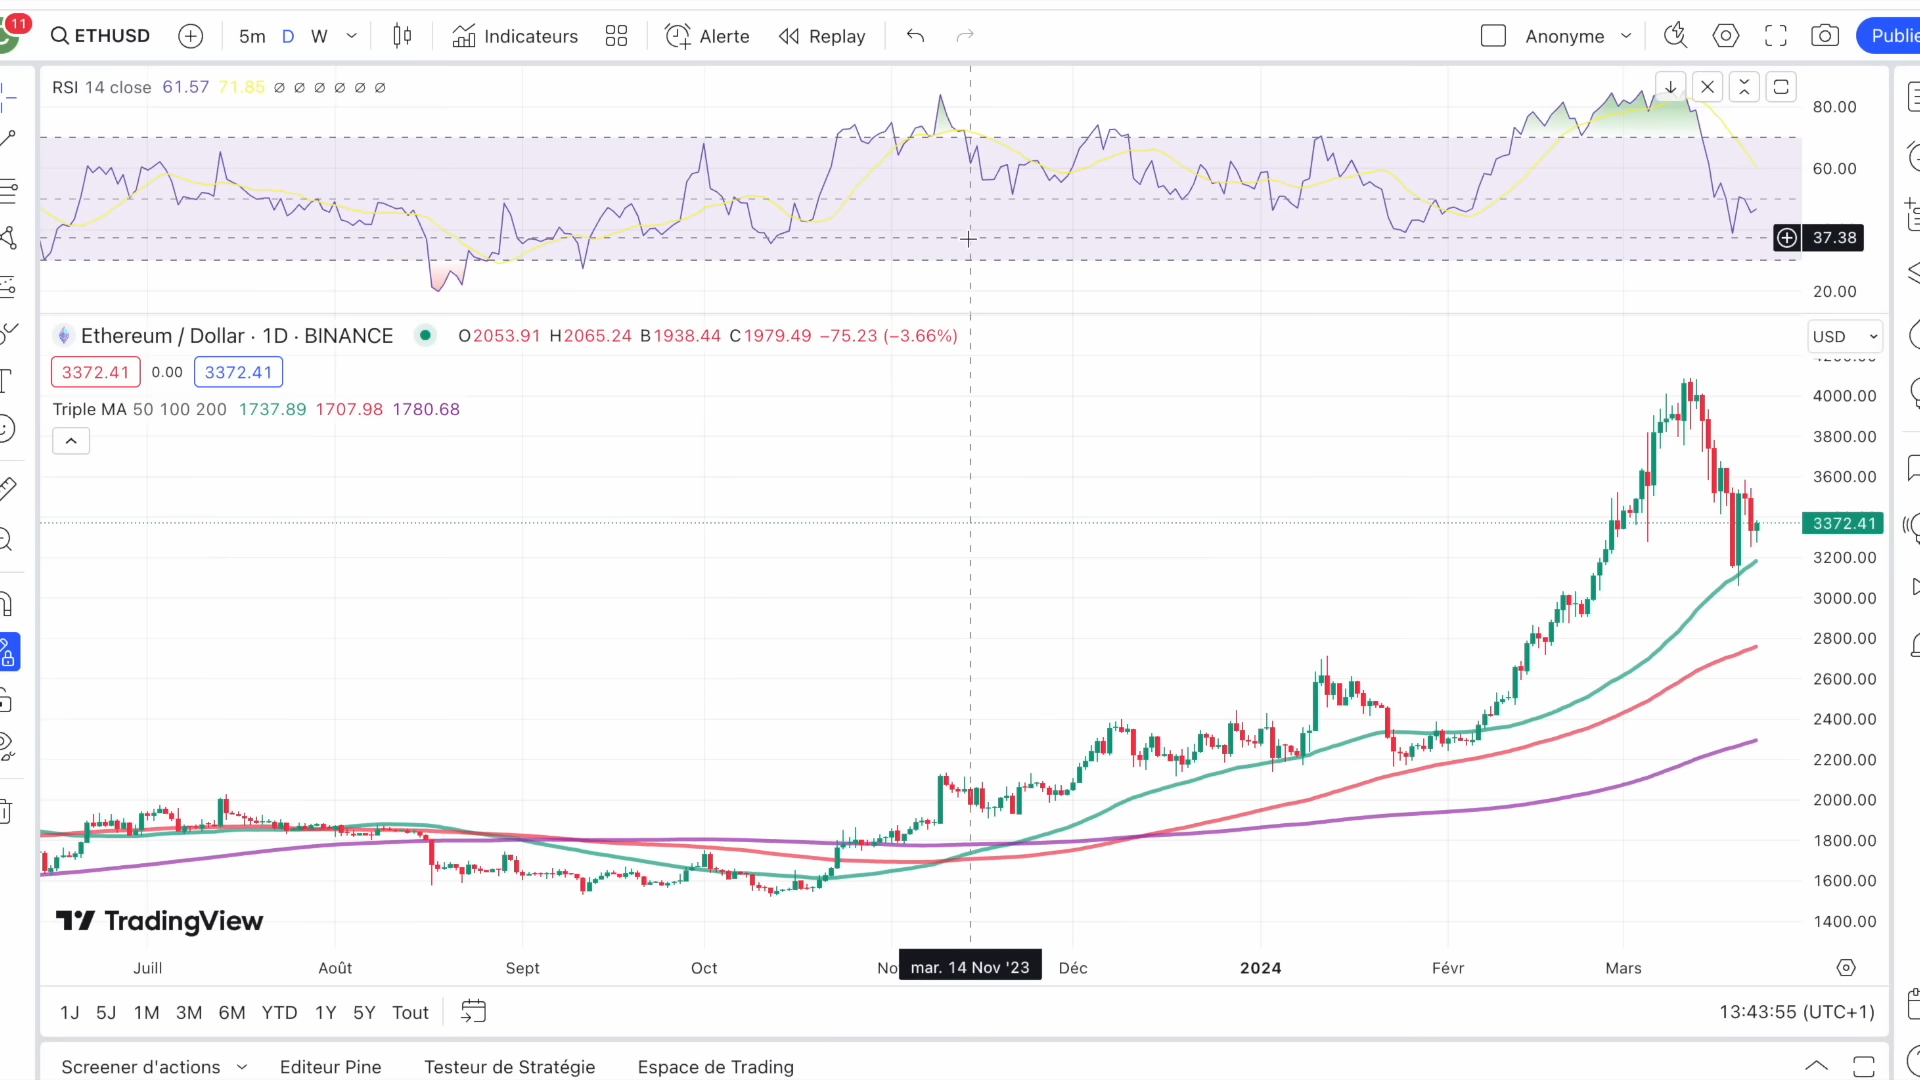 11 ETHUSD 5m D W Indicateurs Alerte Replay Anonyme Publie
RSI 14 close 61.57 71.85 ∅ ∅ ∅ ∅ ∅ ∅
80.00
60.00
37.38
20.00
Ethereum / Dollar · 1D · BINANCE O2053.91 H2065.24 B1938.44 C1979.49 −75.23 (−3.66%)
USD
3372.41 0.00 3372.41
Triple MA 50 100 200 1737.89 1707.98 1780.68
4000.00
3800.00
3600.00
3372.41
3200.00
3000.00
2800.00
2600.00
2400.00
2200.00
2000.00
1800.00
1600.00
1400.00
TradingView
Juill Août Sept Oct No mar. 14 Nov '23 Déc 2024 Févr Mars
1J 5J 1M 3M 6M YTD 1Y 5Y Tout 13:43:55 (UTC+1)
Screener d'actions Editeur Pine Testeur de Stratégie Espace de Trading